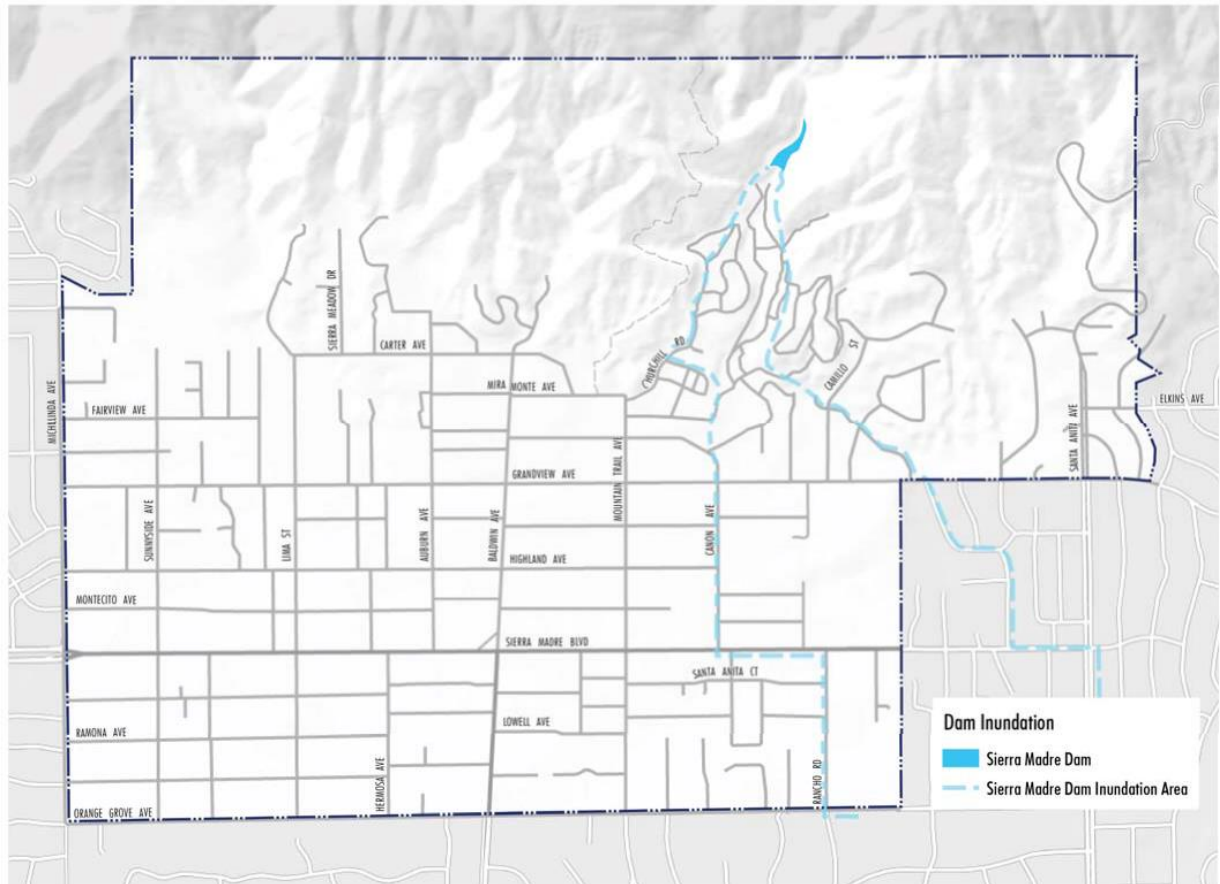 SIERRA MEADOW DR
CARTER AVE
CHURCHILL RD
MIRA MONTE AVE
CAMILLO ST
MICHILLINDA AVE
FAIRVIEW AVE
ELKINS AVE
SANTA ANITA AVE
GRANDVIEW AVE
MOUNTAIN TRAIL AVE
SUNNYSIDE AVE
LIMA ST
AUBURN AVE
BALDWIN AVE
CANON AVE
HIGHLAND AVE
MONTECITO AVE
SIERRA MADRE BLVD
SANTA ANITA CT
RAMONA AVE
LOWELL AVE
HERMOSA AVE
RANCHO RD
ORANGE GROVE AVE
Dam Inundation
Sierra Madre Dam
Sierra Madre Dam Inundation Area